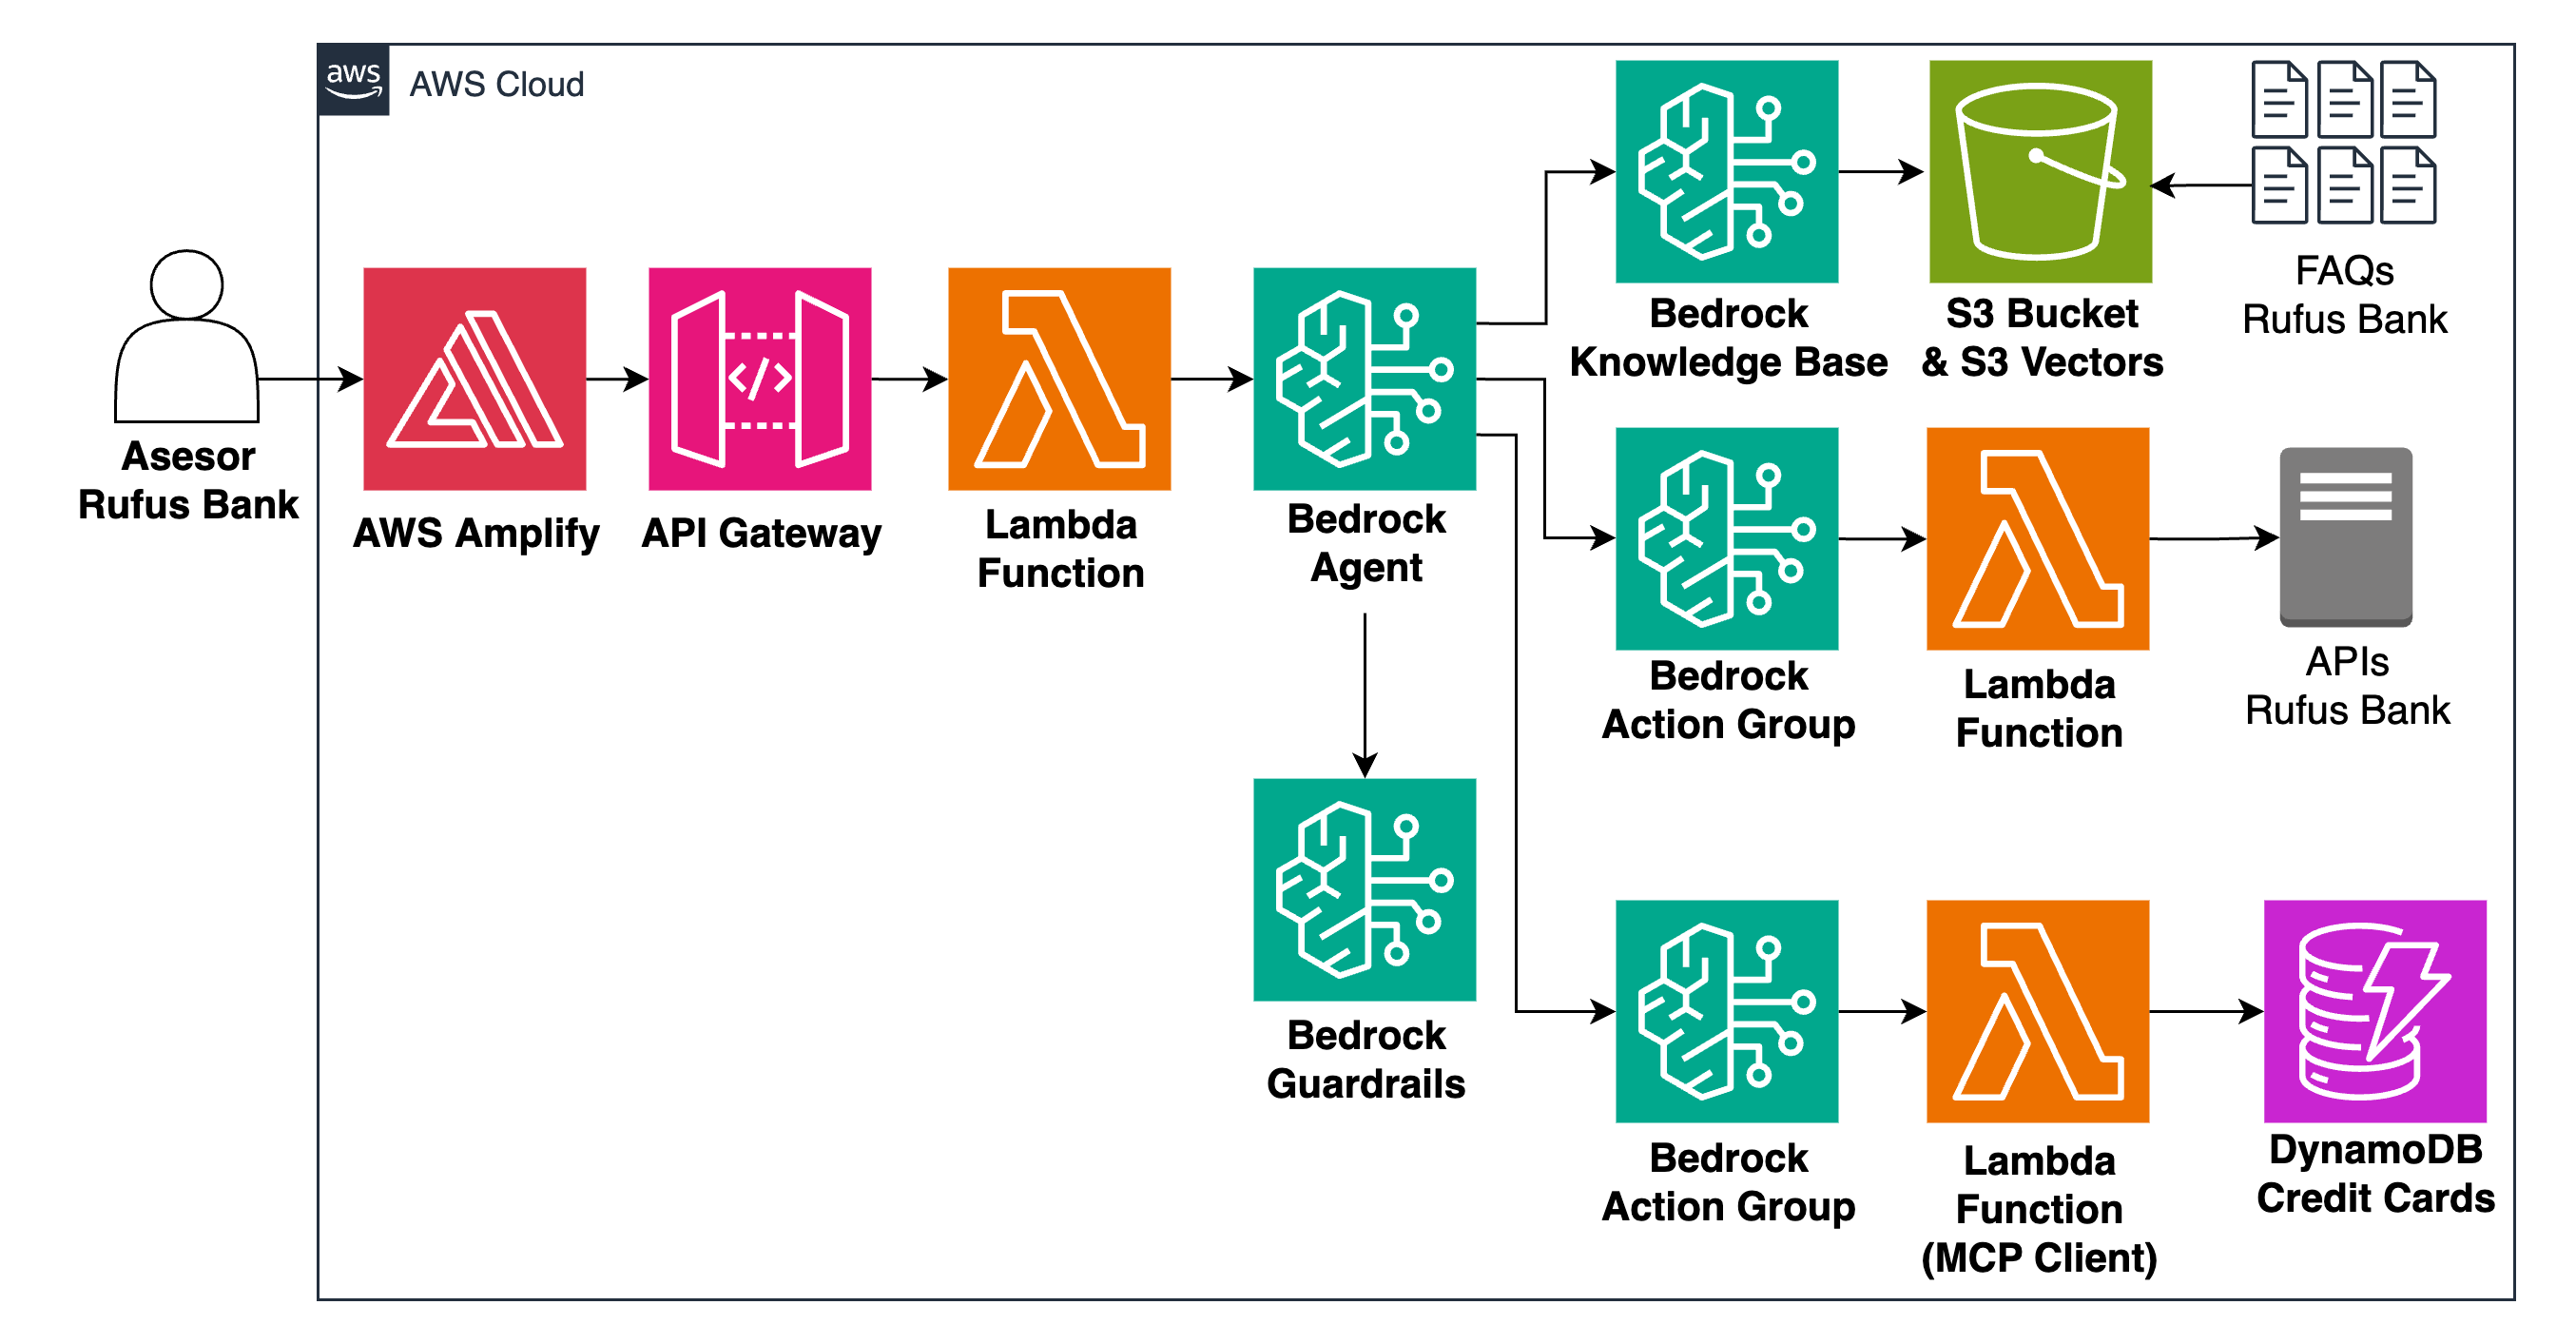 aws
AWS Cloud
Asesor
Rufus Bank
AWS Amplify
API Gateway
</>
Lambda
Function
Bedrock
Agent
Bedrock
Guardrails
Bedrock
Knowledge Base
S3 Bucket
& S3 Vectors
FAQs
Rufus Bank
Bedrock
Action Group
Lambda
Function
APIs
Rufus Bank
Bedrock
Action Group
Lambda
Function
(MCP Client)
DynamoDB
Credit Cards